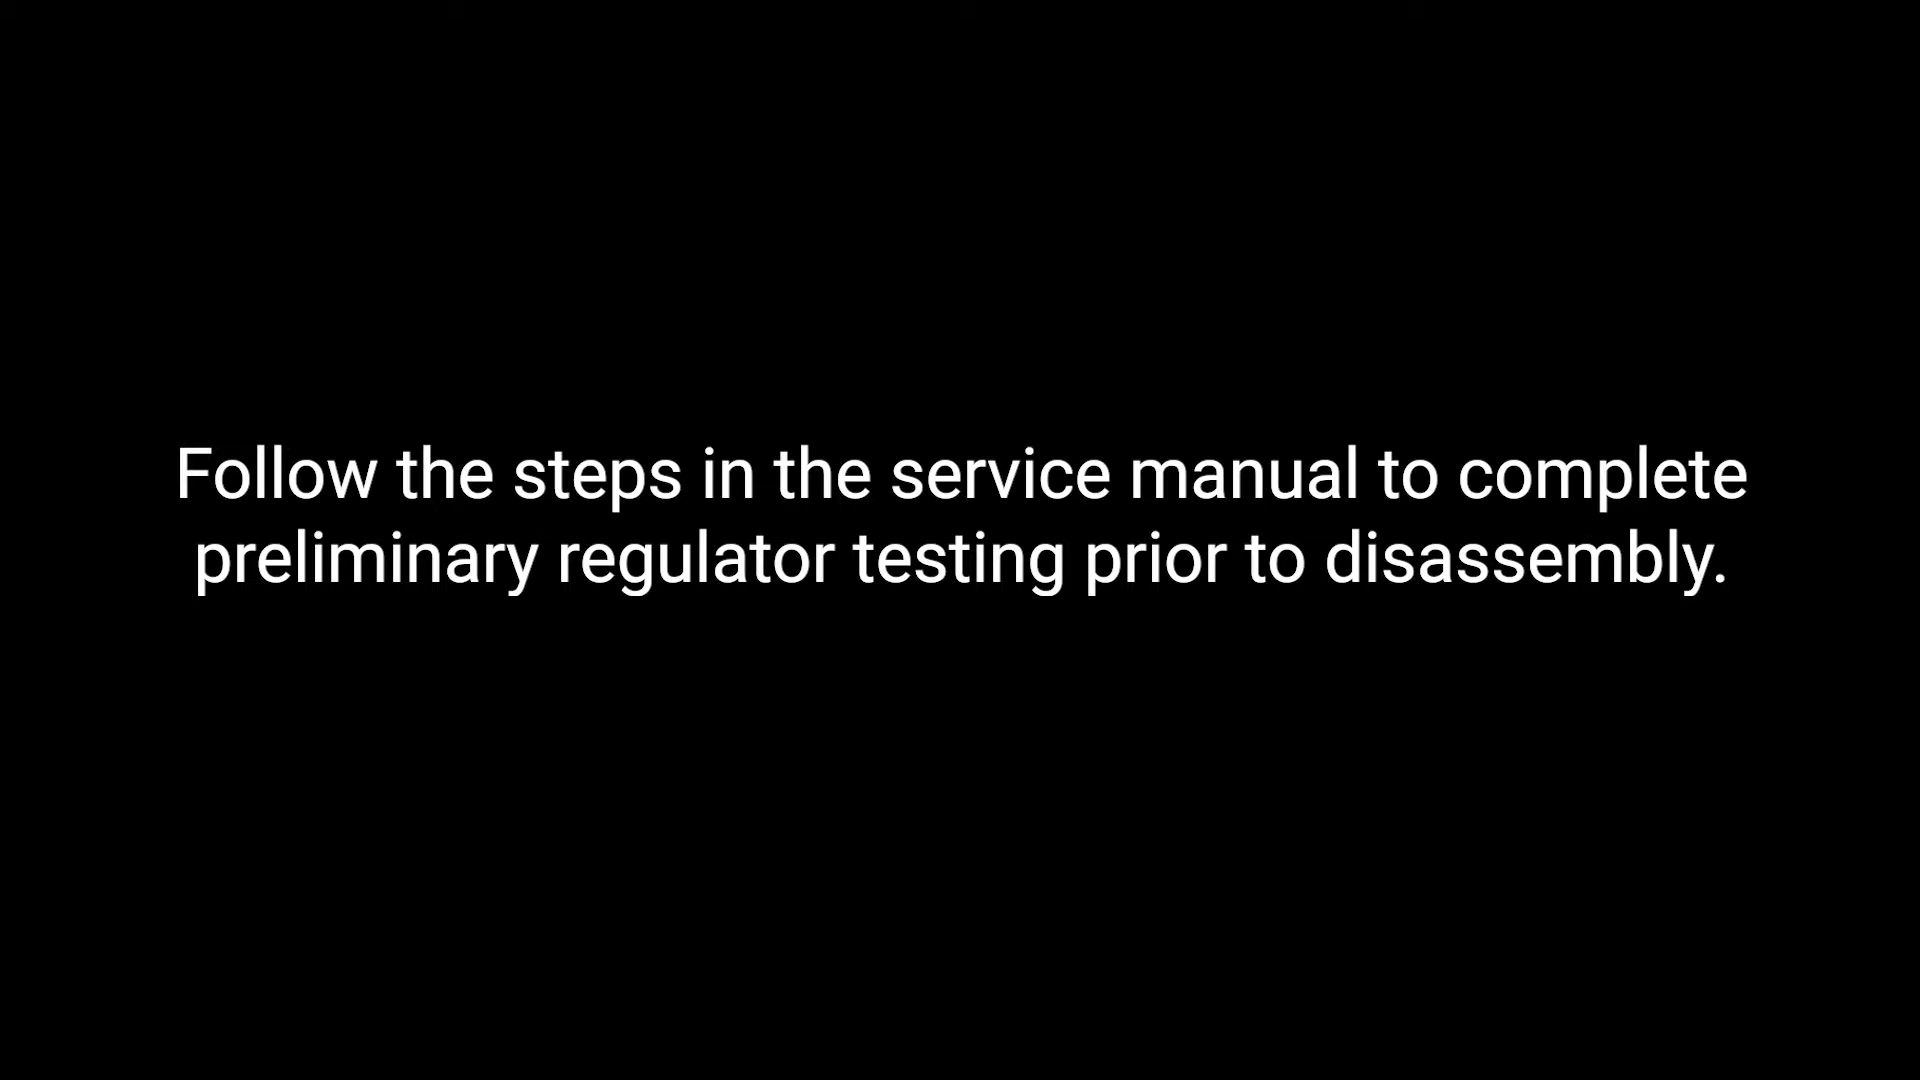 Follow the steps in the service manual to complete
preliminary regulator testing prior to disassembly.